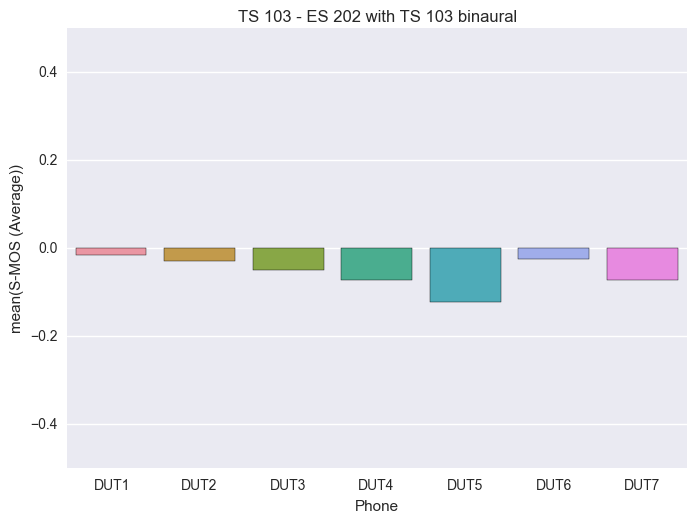 TS 103 - ES 202 with TS 103 binaural
0.4
0.2
0.0
−0.2
−0.4
mean(S-MOS (Average))
DUT1 DUT2 DUT3 DUT4 DUT5 DUT6 DUT7
Phone